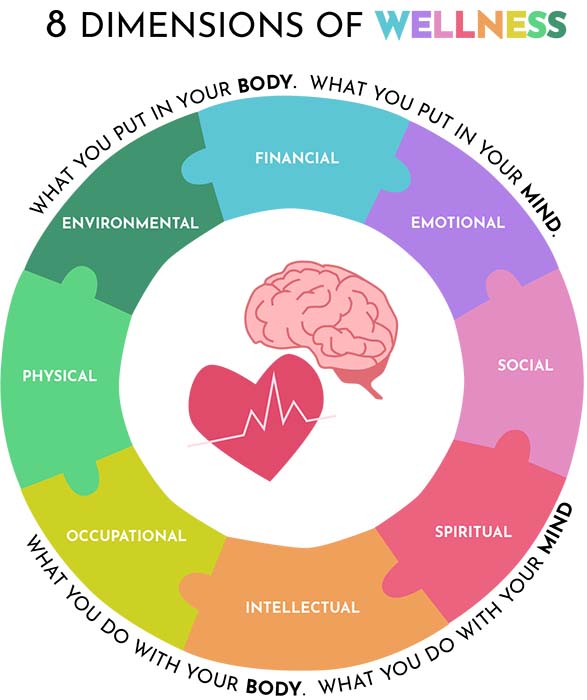 8 DIMENSIONS OF WELLNESS
WHAT YOU PUT IN YOUR BODY. WHAT YOU PUT IN YOUR MIND.
FINANCIAL
EMOTIONAL
SOCIAL
SPIRITUAL
INTELLECTUAL
OCCUPATIONAL
PHYSICAL
ENVIRONMENTAL
WHAT YOU DO WITH YOUR BODY. WHAT YOU DO WITH YOUR MIND